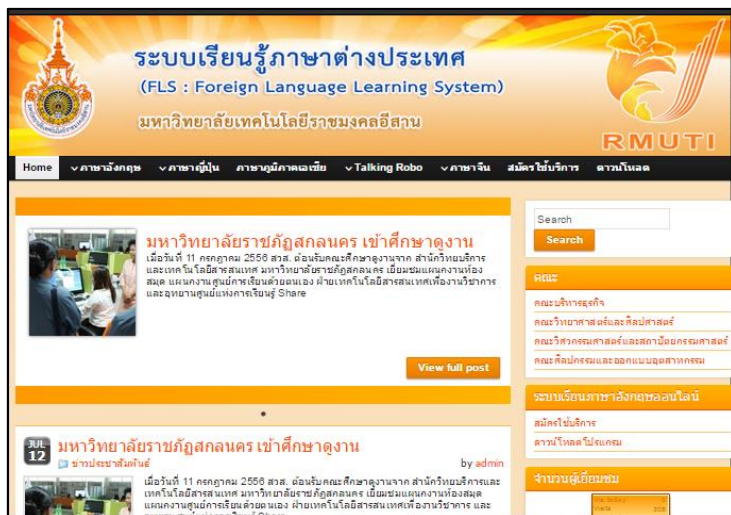 ระบบเรียนรู้ภาษาต่างประเทศ
(FLS : Foreign Language Learning System)
มหาวิทยาลัยเทคโนโลยีราชมงคลอีสาน
RMUTI
Home ภาษาอังกฤษ ภาษาญี่ปุ่น ภาษาภูมิภาคเอเชีย Talking Robo ภาษาจีน สมัครใช้บริการ ดาวน์โหลด
มหาวิทยาลัยราชภัฏสกลนคร เข้าศึกษาดูงาน
เมื่อวันที่ 11 กรกฎาคม 2556 สวส. ต้อนรับคณะศึกษาดูงานจาก สำนักวิทยบริการ
และเทคโนโลยีสารสนเทศ มหาวิทยาลัยราชภัฏสกลนคร เยี่ยมชมแผนกงานห้อง
สมุด แผนกงานศูนย์การเรียนด้วยตนเอง ฝ่ายเทคโนโลยีสารสนเทศเพื่องานวิชาการ
และอุทยานศูนย์แห่งการเรียนรู้ Share
View full post
JUL
12
มหาวิทยาลัยราชภัฏสกลนคร เข้าศึกษาดูงาน
ข่าวประชาสัมพันธ์ by admin
เมื่อวันที่ 11 กรกฎาคม 2556 สวส. ต้อนรับคณะศึกษาดูงานจาก สำนักวิทยบริการและ
เทคโนโลยีสารสนเทศ มหาวิทยาลัยราชภัฏสกลนคร เยี่ยมชมแผนกงานห้องสมุด
แผนกงานศูนย์การเรียนด้วยตนเอง ฝ่ายเทคโนโลยีสารสนเทศเพื่องานวิชาการ และ
Search
Search
คณะ
คณะบริหารธุรกิจ
คณะวิทยาศาสตร์และศิลปศาสตร์
คณะวิศวกรรมศาสตร์และสถาปัตยกรรมศาสตร์
คณะศิลปกรรมและออกแบบอุตสาหกรรม
ระบบเรียนภาษาอังกฤษออนไลน์
สมัครใช้บริการ
ดาวน์โหลดโปรแกรม
จำนวนผู้เยี่ยมชม